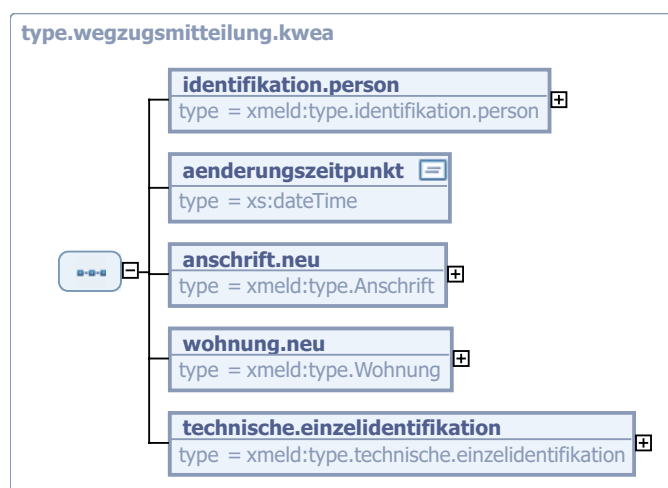 type.wegzugsmitteilung.kwea
identifikation.person
type = xmeld:type.identifikation.person
aenderungszeitpunkt
type = xs:dateTime
anschrift.neu
type = xmeld:type.Anschrift
wohnung.neu
type = xmeld:type.Wohnung
technische.einzelidentifikation
type = xmeld:type.technische.einzelidentifikation